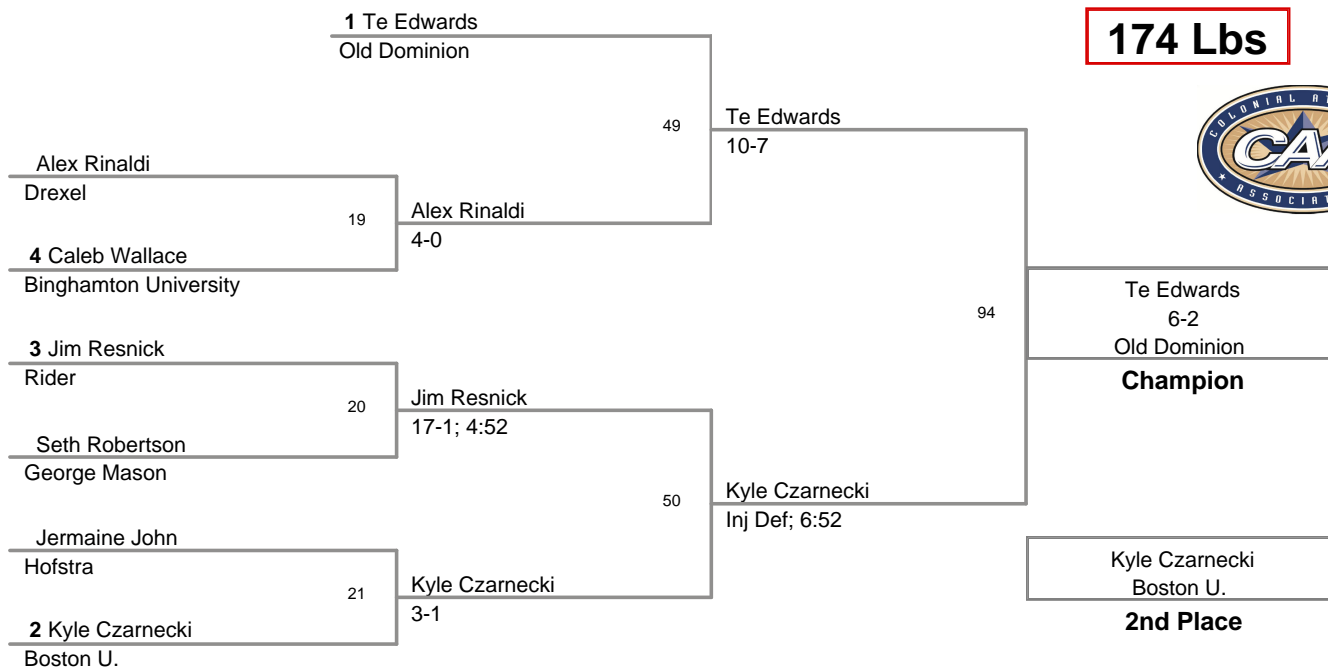 1 Te Edwards
Old Dominion
174 Lbs
COLONIAL
CAA
ASSOCIAT
49
Te Edwards
10-7
Alex Rinaldi
Drexel
19
Alex Rinaldi
4-0
4 Caleb Wallace
Binghamton University
94
Te Edwards
6-2
Old Dominion
Champion
3 Jim Resnick
Rider
20
Jim Resnick
17-1; 4:52
Seth Robertson
George Mason
50
Kyle Czarnecki
Inj Def; 6:52
Jermaine John
Hofstra
21
Kyle Czarnecki
3-1
2 Kyle Czarnecki
Boston U.
Kyle Czarnecki
Boston U.
2nd Place